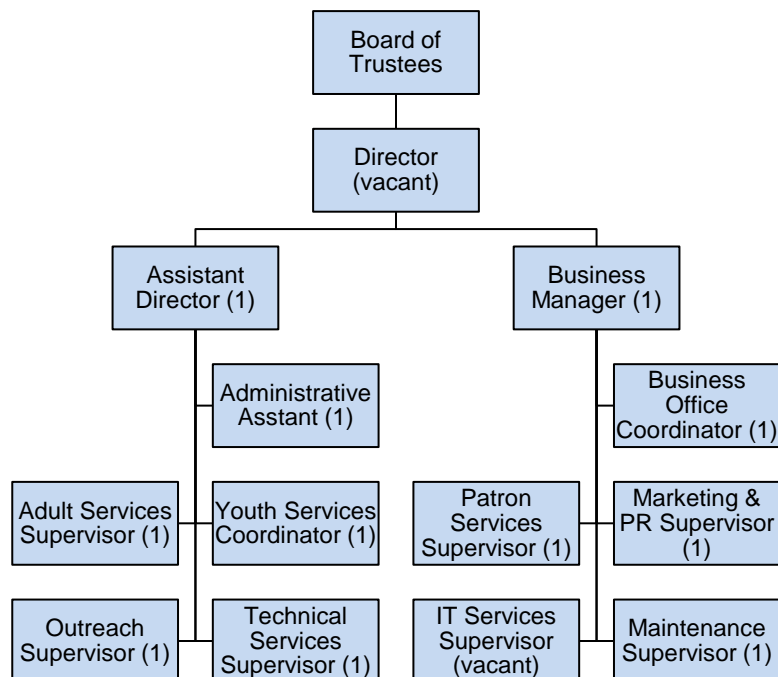 Board of
Trustees
Director
(vacant)
Assistant
Director (1)
Business
Manager (1)
Administrative
Asstant (1)
Business
Office
Coordinator (1)
Adult Services
Supervisor (1)
Youth Services
Coordinator (1)
Patron
Services
Supervisor (1)
Marketing &
PR Supervisor
(1)
Outreach
Supervisor (1)
Technical
Services
Supervisor (1)
IT Services
Supervisor
(vacant)
Maintenance
Supervisor (1)